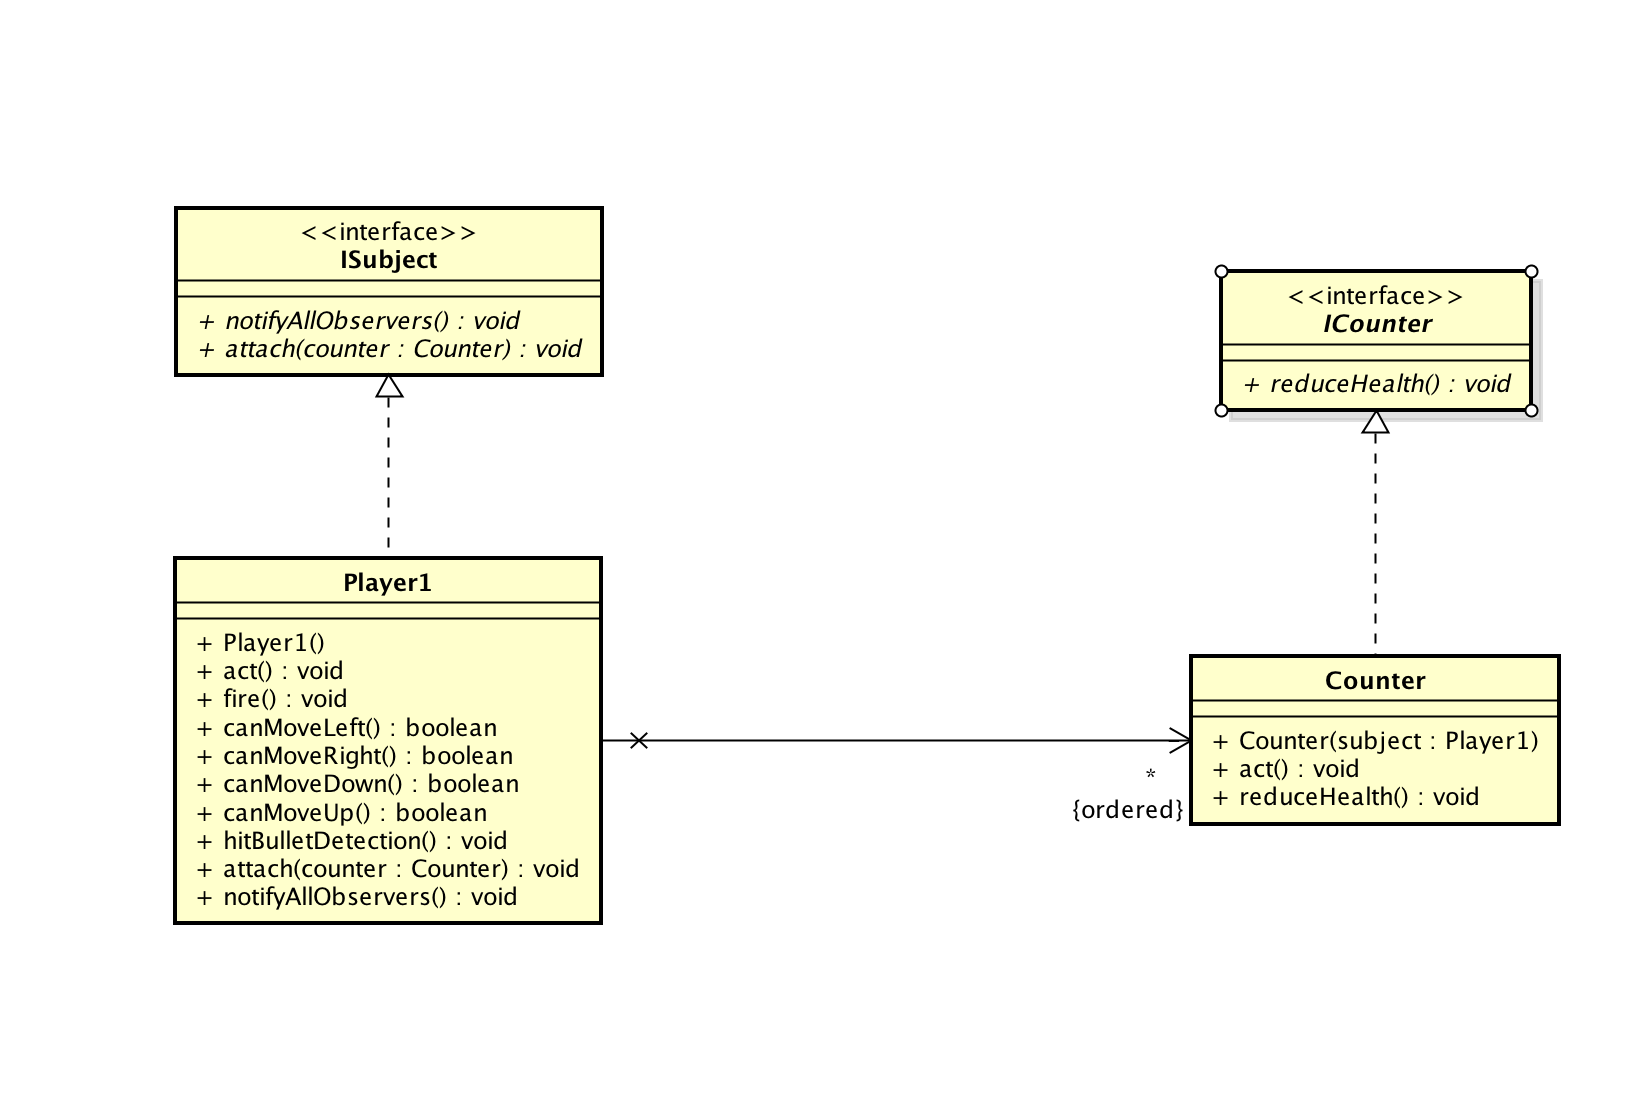 <<interface>>
ISubject
+ notifyAllObservers() : void
+ attach(counter : Counter) : void
<<interface>>
ICounter
+ reduceHealth() : void
Player1
+ Player1()
+ act() : void
+ fire() : void
+ canMoveLeft() : boolean
+ canMoveRight() : boolean
+ canMoveDown() : boolean
+ canMoveUp() : boolean
+ hitBulletDetection() : void
+ attach(counter : Counter) : void
+ notifyAllObservers() : void
*
{ordered}
Counter
+ Counter(subject : Player1)
+ act() : void
+ reduceHealth() : void